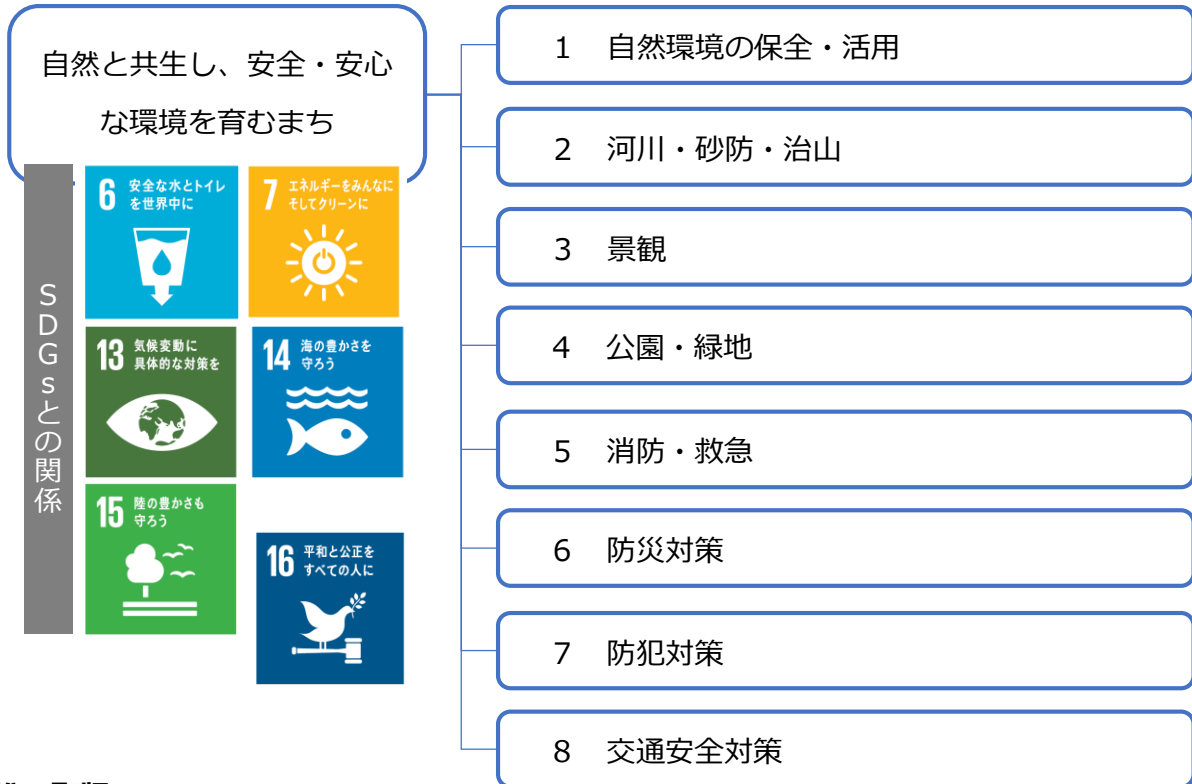 自然と共生し、安全・安心
な環境を育むまち
SDGsとの関係
6 安全な水とトイレ
を世界中に
7 エネルギーをみんなに
そしてクリーンに
13 気候変動に
具体的な対策を
14 海の豊かさを
守ろう
15 陸の豊かさも
守ろう
16 平和と公正を
すべての人に
1 自然環境の保全・活用
2 河川・砂防・治山
3 景観
4 公園・緑地
5 消防・救急
6 防災対策
7 防犯対策
8 交通安全対策